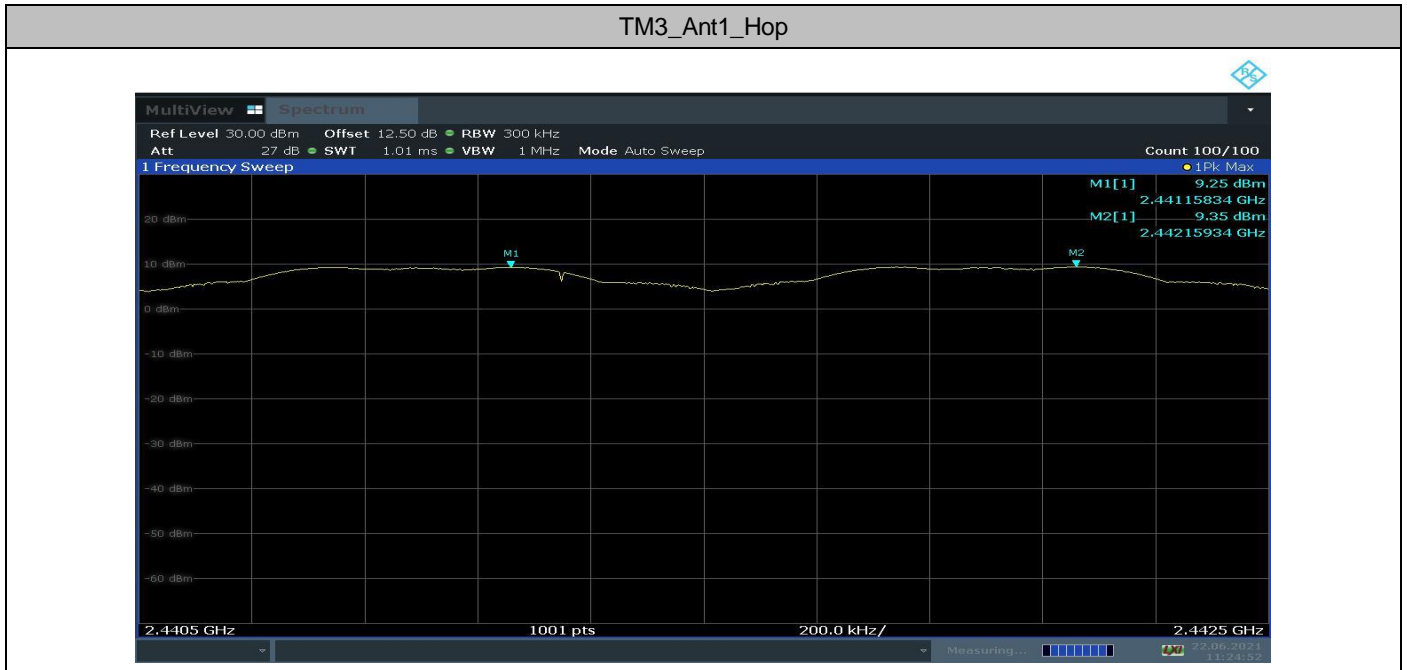 TM3_Ant1_Hop
R&S
MultiView Spectrum
Ref Level 30.00 dBm Offset 12.50 dB RBW 300 kHz
Att 27 dB SWT 1.01 ms VBW 1 MHz Mode Auto Sweep Count 100/100
1 Frequency Sweep 1Pk Max
M1[1] 9.25 dBm
2.44115834 GHz
20 dBm M2[1] 9.35 dBm
2.44215934 GHz
M1 M2
10 dBm
0 dBm
-10 dBm
-20 dBm
-30 dBm
-40 dBm
-50 dBm
-60 dBm
2.4405 GHz 1001 pts 200.0 kHz/ 2.4425 GHz
Measuring... 22.06.2021
11:24:52